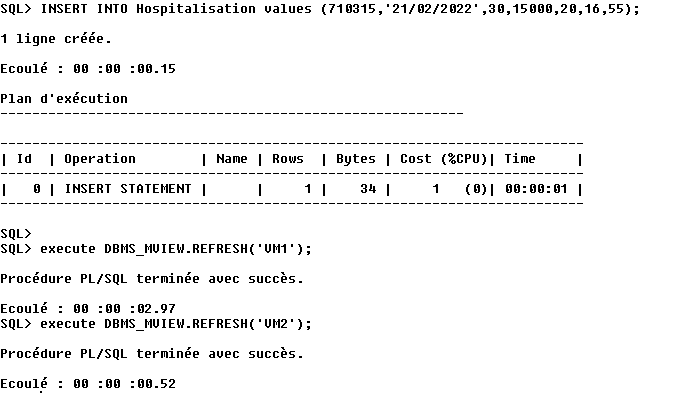 SQL> INSERT INTO Hospitalisation values (710315,'21/02/2022',30,15000,20,16,55);
1 ligne créée.
Ecoulé : 00 :00 :00.15
Plan d'exécution
----------------------------------------------------------
---------------------------------------------------------------------------
| Id  | Operation        | Name | Rows  | Bytes | Cost (%CPU)| Time     |
---------------------------------------------------------------------------
|   0 | INSERT STATEMENT |      |     1 |    34 |     1   (0)| 00:00:01 |
---------------------------------------------------------------------------
SQL>
SQL> execute DBMS_MVIEW.REFRESH('VM1');
Procédure PL/SQL terminée avec succès.
Ecoulé : 00 :00 :02.97
SQL> execute DBMS_MVIEW.REFRESH('VM2');
Procédure PL/SQL terminée avec succès.
Ecoulé : 00 :00 :00.52